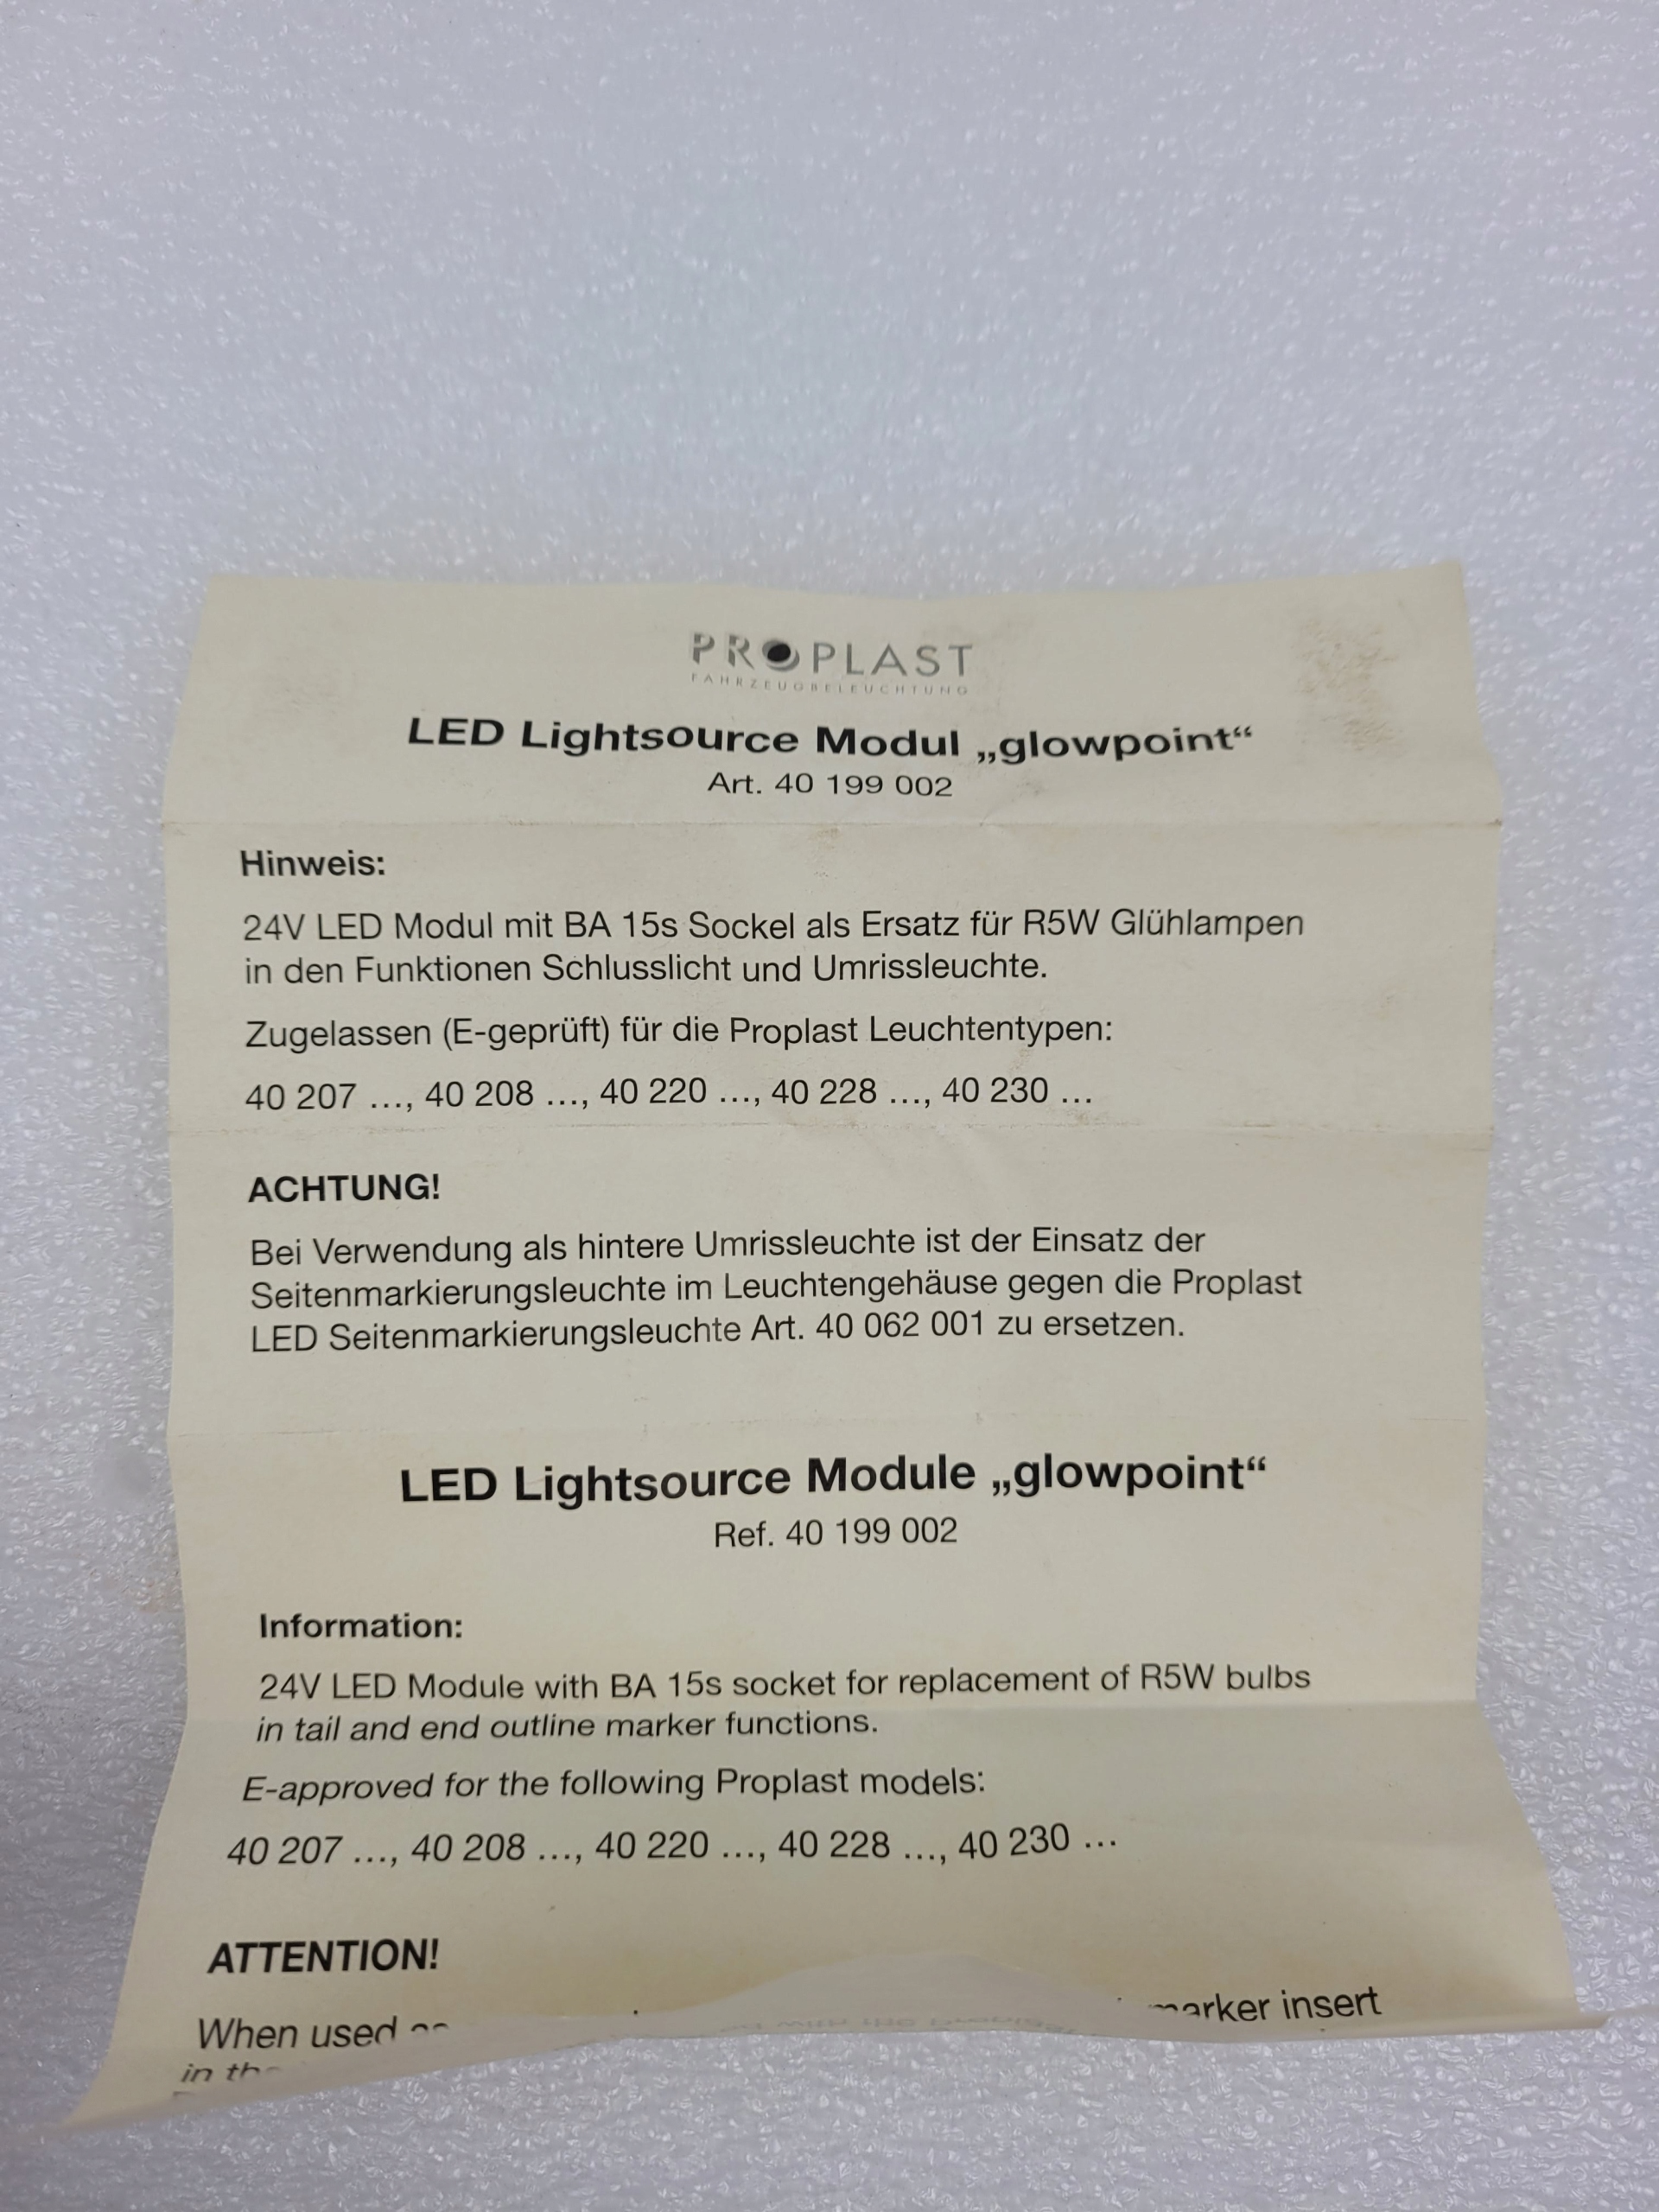 PROPLAST
FAHRZEUGBELEUCHTUNG
LED Lightsource Modul „glowpoint“
Art. 40 199 002
Hinweis:
24V LED Modul mit BA 15s Sockel als Ersatz für R5W Glühlampen
in den Funktionen Schlusslicht und Umrissleuchte.
Zugelassen (E-geprüft) für die Proplast Leuchtentypen:
40 207 ..., 40 208 ..., 40 220 ..., 40 228 ..., 40 230 ...
ACHTUNG!
Bei Verwendung als hintere Umrissleuchte ist der Einsatz der
Seitenmarkierungsleuchte im Leuchtengehäuse gegen die Proplast
LED Seitenmarkierungsleuchte Art. 40 062 001 zu ersetzen.
LED Lightsource Module „glowpoint“
Ref. 40 199 002
Information:
24V LED Module with BA 15s socket for replacement of R5W bulbs
in tail and end outline marker functions.
E-approved for the following Proplast models:
40 207 ..., 40 208 ..., 40 220 ..., 40 228 ..., 40 230 ...
ATTENTION!
When used marker insert
in